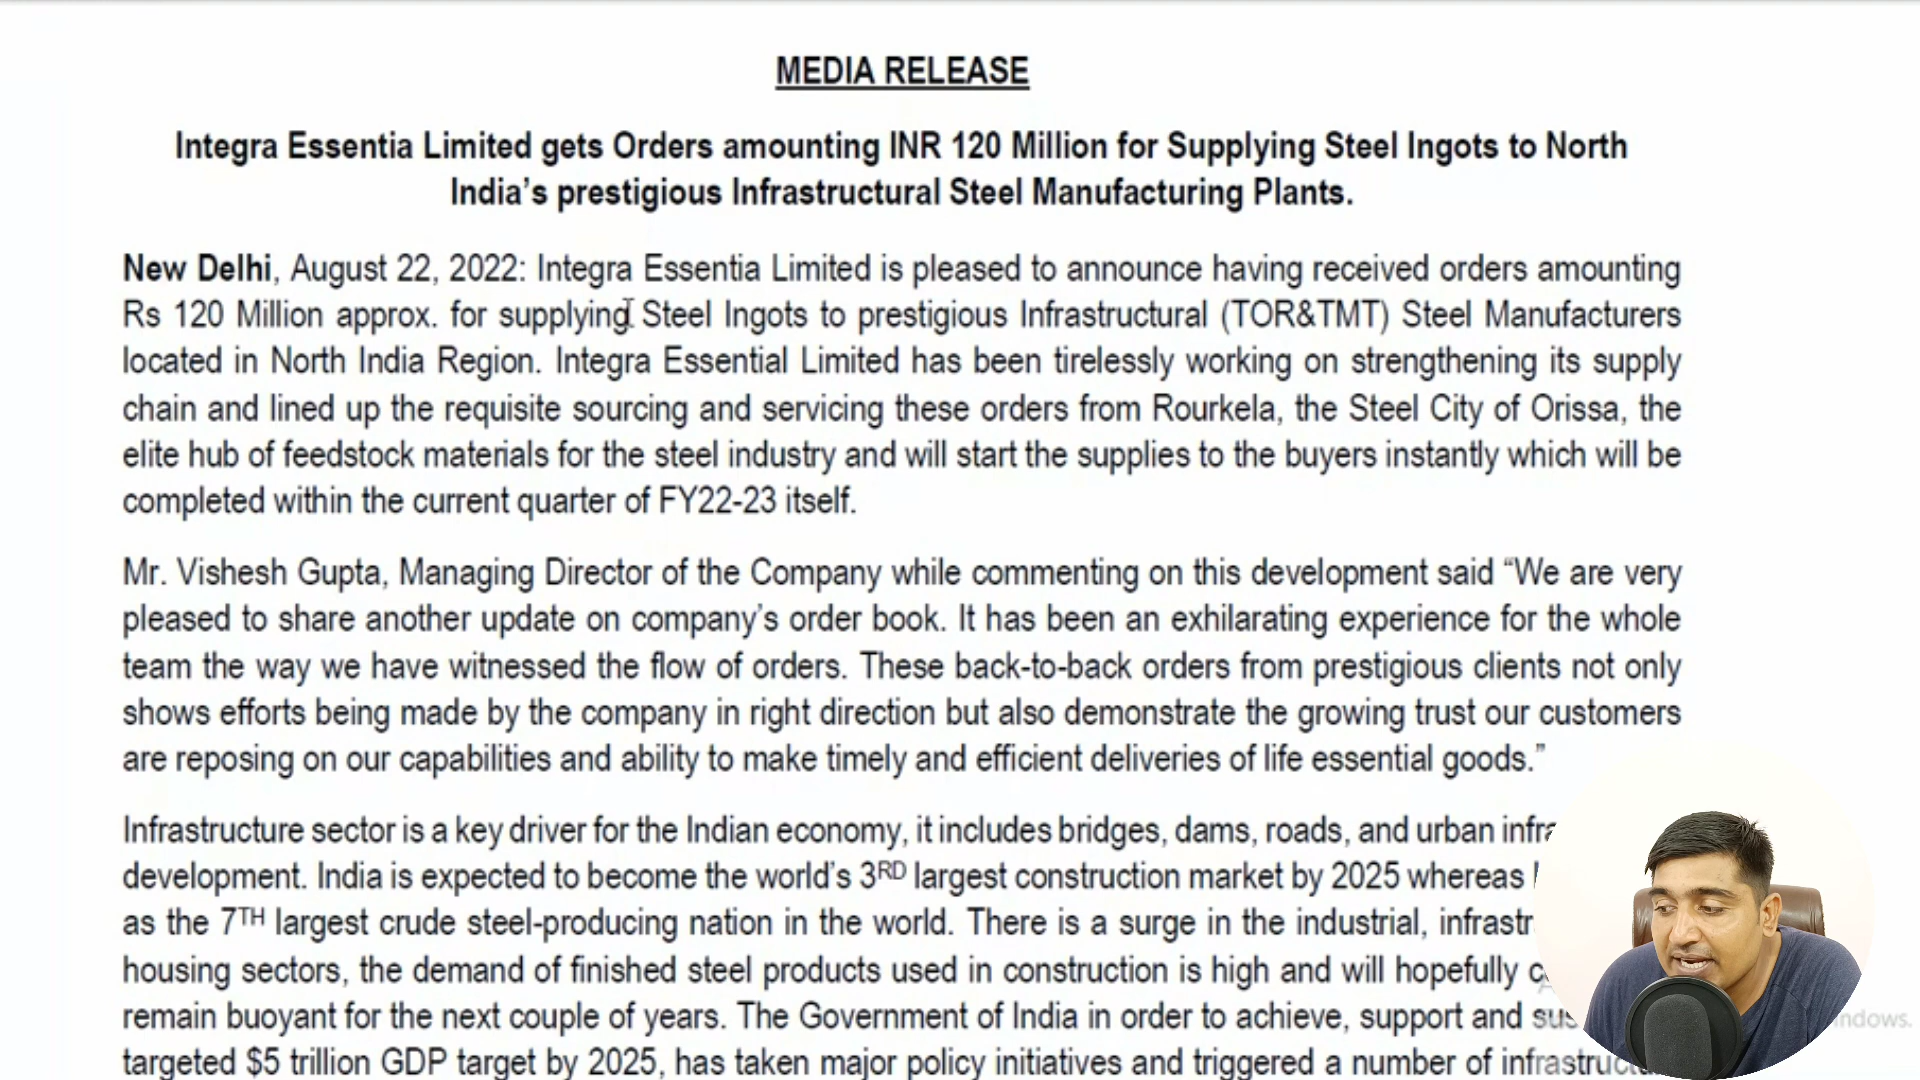 MEDIA RELEASE
Integra Essentia Limited gets Orders amounting INR 120 Million for Supplying Steel Ingots to North
India’s prestigious Infrastructural Steel Manufacturing Plants.
New Delhi, August 22, 2022: Integra Essentia Limited is pleased to announce having received orders amounting
Rs 120 Million approx. for supplying Steel Ingots to prestigious Infrastructural (TOR&TMT) Steel Manufacturers
located in North India Region. Integra Essential Limited has been tirelessly working on strengthening its supply
chain and lined up the requisite sourcing and servicing these orders from Rourkela, the Steel City of Orissa, the
elite hub of feedstock materials for the steel industry and will start the supplies to the buyers instantly which will be
completed within the current quarter of FY22-23 itself.
Mr. Vishesh Gupta, Managing Director of the Company while commenting on this development said “We are very
pleased to share another update on company’s order book. It has been an exhilarating experience for the whole
team the way we have witnessed the flow of orders. These back-to-back orders from prestigious clients not only
shows efforts being made by the company in right direction but also demonstrate the growing trust our customers
are reposing on our capabilities and ability to make timely and efficient deliveries of life essential goods.”
Infrastructure sector is a key driver for the Indian economy, it includes bridges, dams, roads, and urban
development. India is expected to become the world’s 3RD largest construction market by 2025 whereas
as the 7TH largest crude steel-producing nation in the world. There is a surge in the industrial,
housing sectors, the demand of finished steel products used in construction is high and will hopefully
remain buoyant for the next couple of years. The Government of India in order to achieve, support and
targeted $5 trillion GDP target by 2025, has taken major policy initiatives and triggered a number of